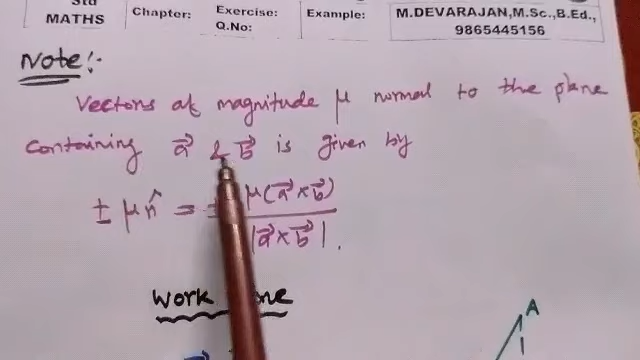 Std
MATHS
Chapter:
Exercise:
Q.No:
Example:
M.DEVARAJAN,M.Sc.,B.Ed.,
9865445156
Note:-
Vectors of magnitude μ normal to the plane
containing a⃗ & b⃗ is given by
± μn̂ = ± μ(a⃗×b⃗) / |a⃗×b⃗| .
Work
A